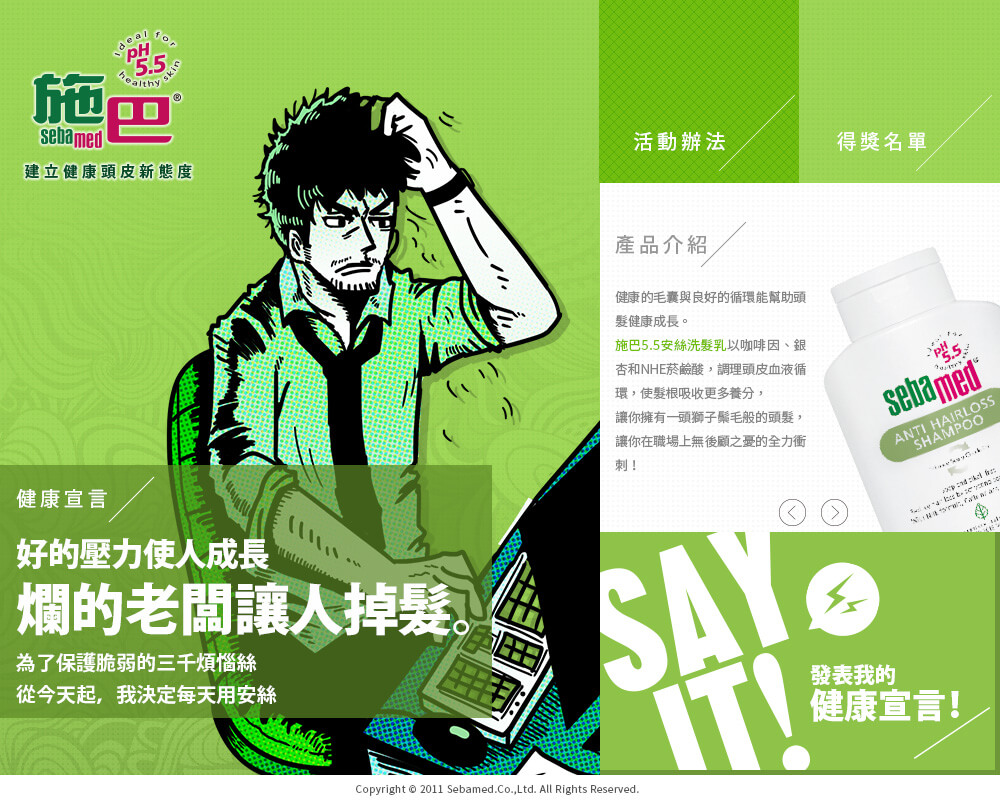 ideal for
pH
5.5
healthy skin
施巴®
sebamed
建立健康頭皮新態度
活動辦法
得獎名單
產品介紹
健康的毛囊與良好的循環能幫助頭
髮健康成長。
施巴5.5安絲洗髮乳以咖啡因、銀
杏和NHE菸鹼酸，調理頭皮血液循
環，使髮根吸收更多養分，
讓你擁有一頭獅子鬃毛般的頭髮，
讓你在職場上無後顧之憂的全力衝
刺！
pH
5.5
sebamed
ANTI HAIRLOSS
SHAMPOO
健康宣言
好的壓力使人成長
爛的老闆讓人掉髮。
為了保護脆弱的三千煩惱絲
從今天起，我決定每天用安絲
SAY
IT!
發表我的
健康宣言!
Copyright © 2011 Sebamed.Co.,Ltd. All Rights Reserved.